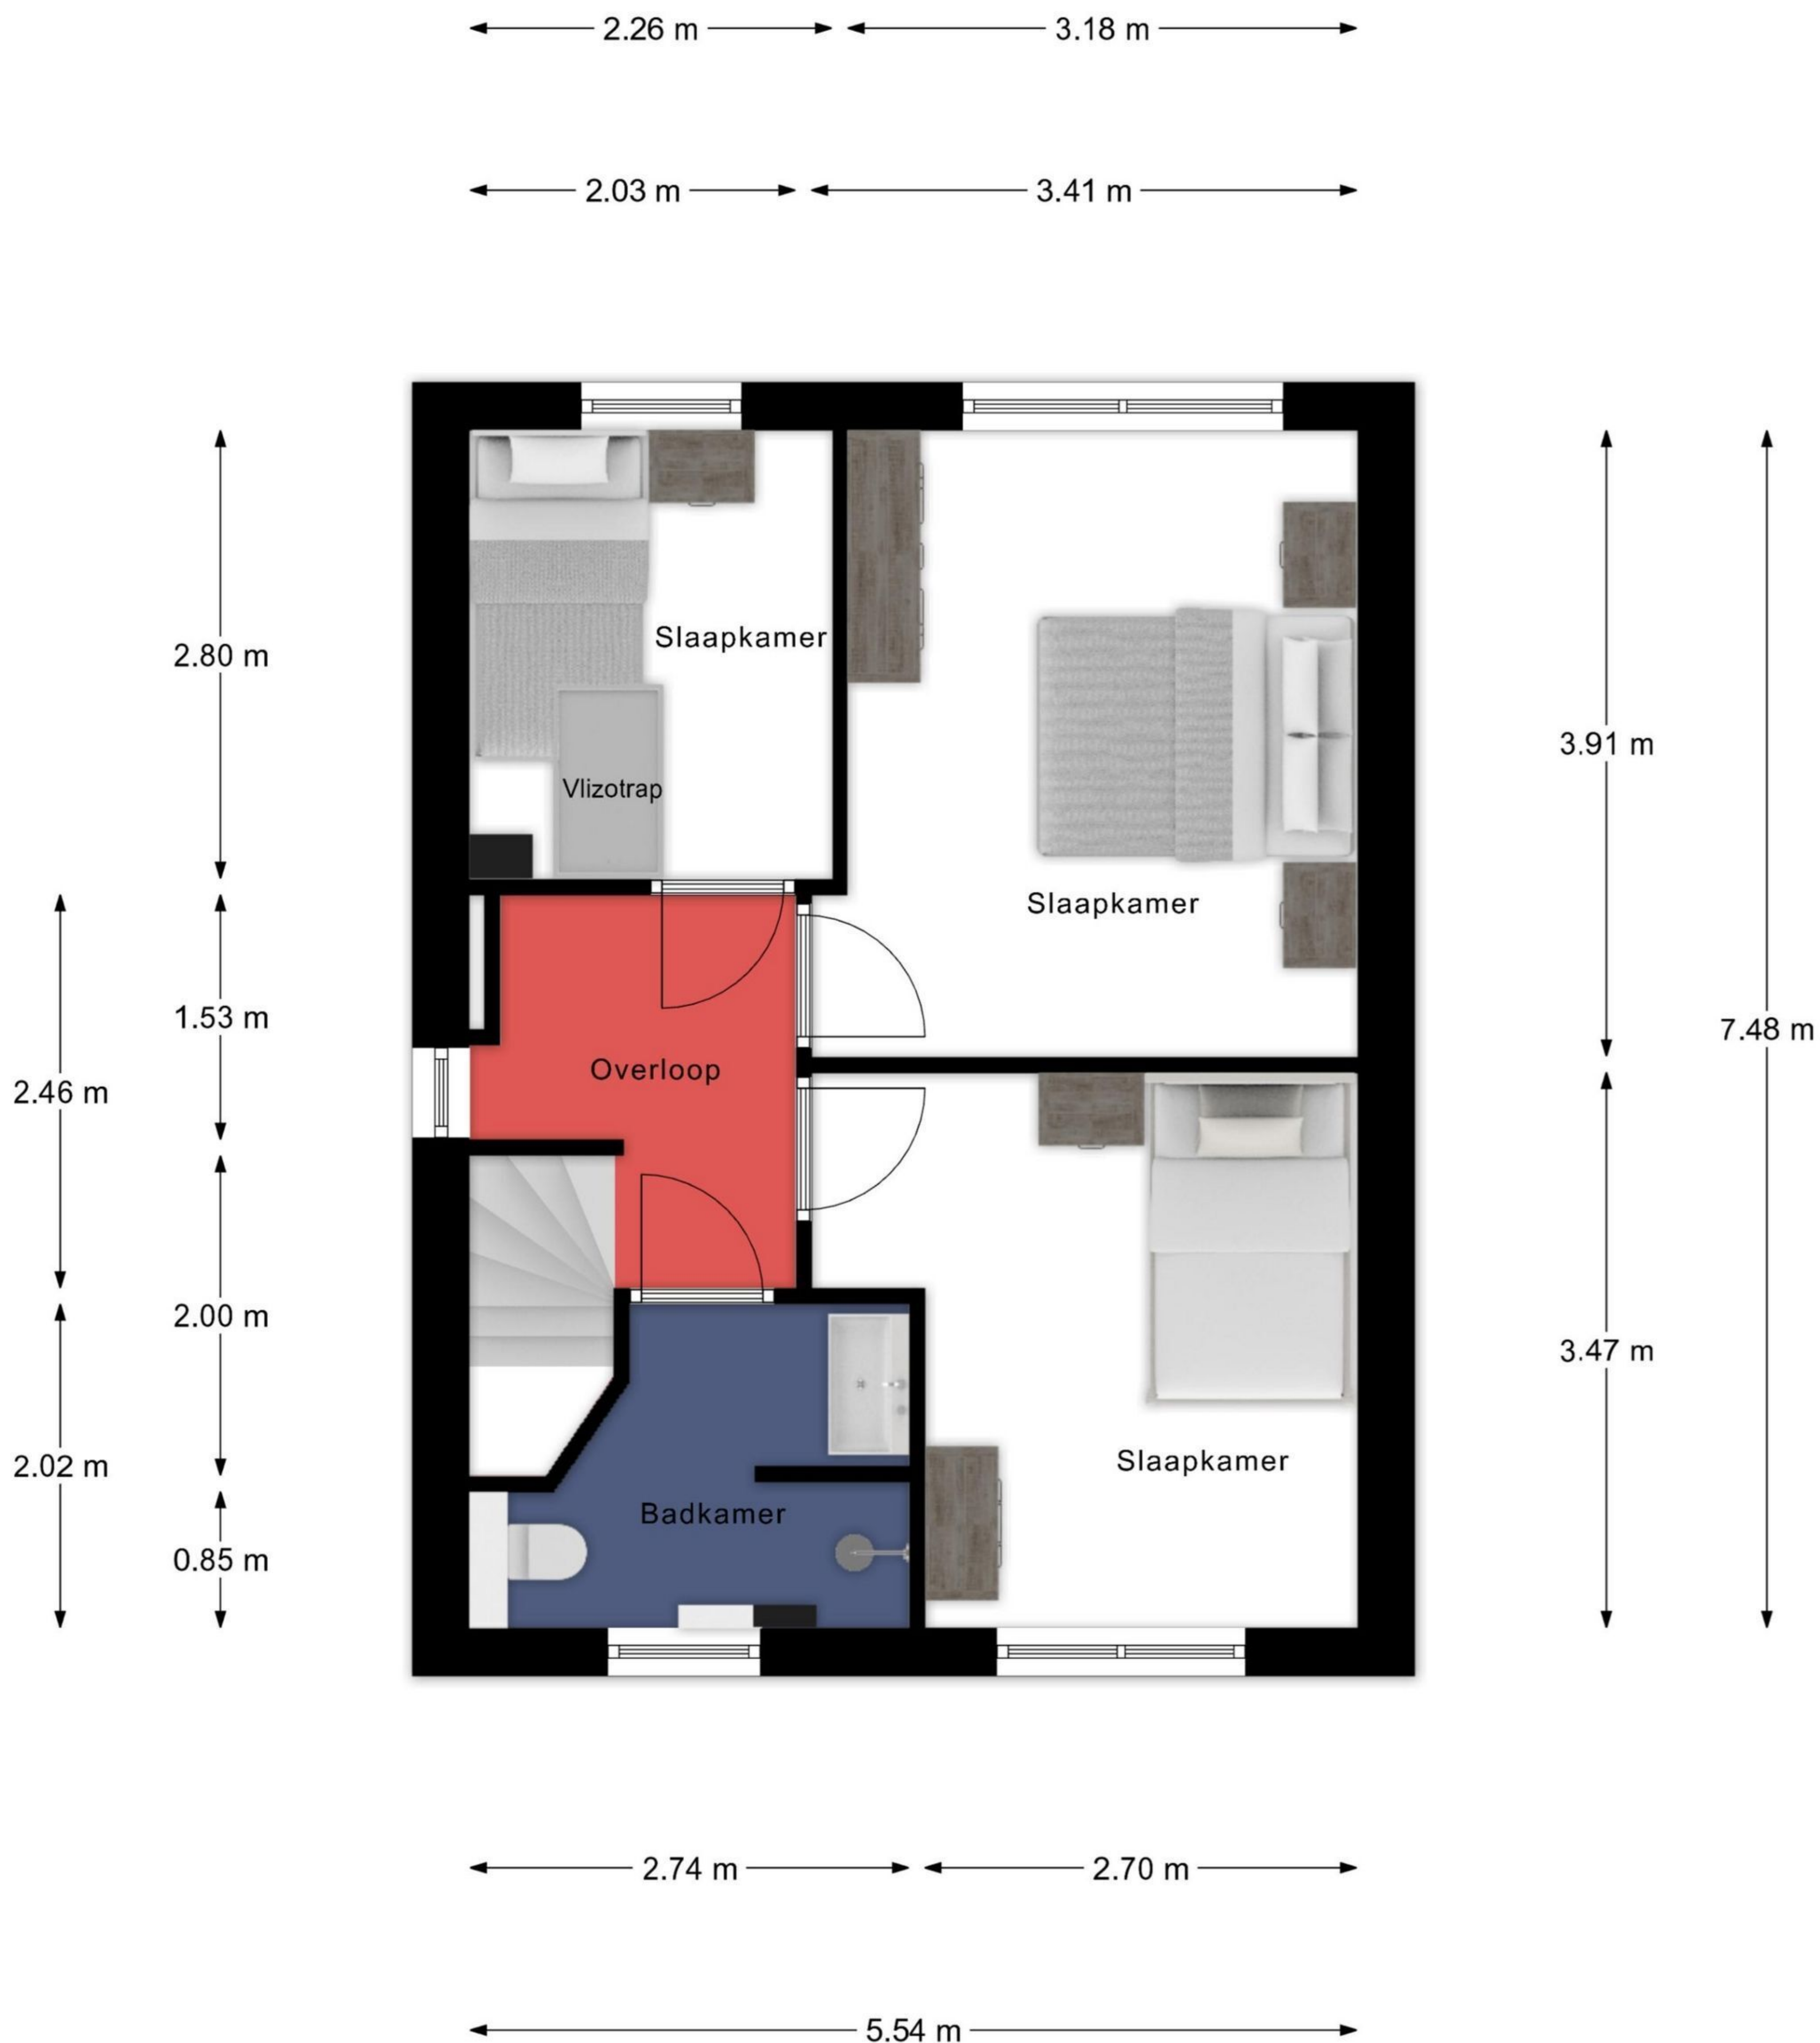 2.26 m
3.18 m
2.03 m
3.41 m
Slaapkamer
2.80 m
3.91 m
Vlizotrap
Slaapkamer
1.53 m
7.48 m
Overloop
2.46 m
2.00 m
3.47 m
Slaapkamer
2.02 m
Badkamer
0.85 m
2.74 m
2.70 m
5.54 m